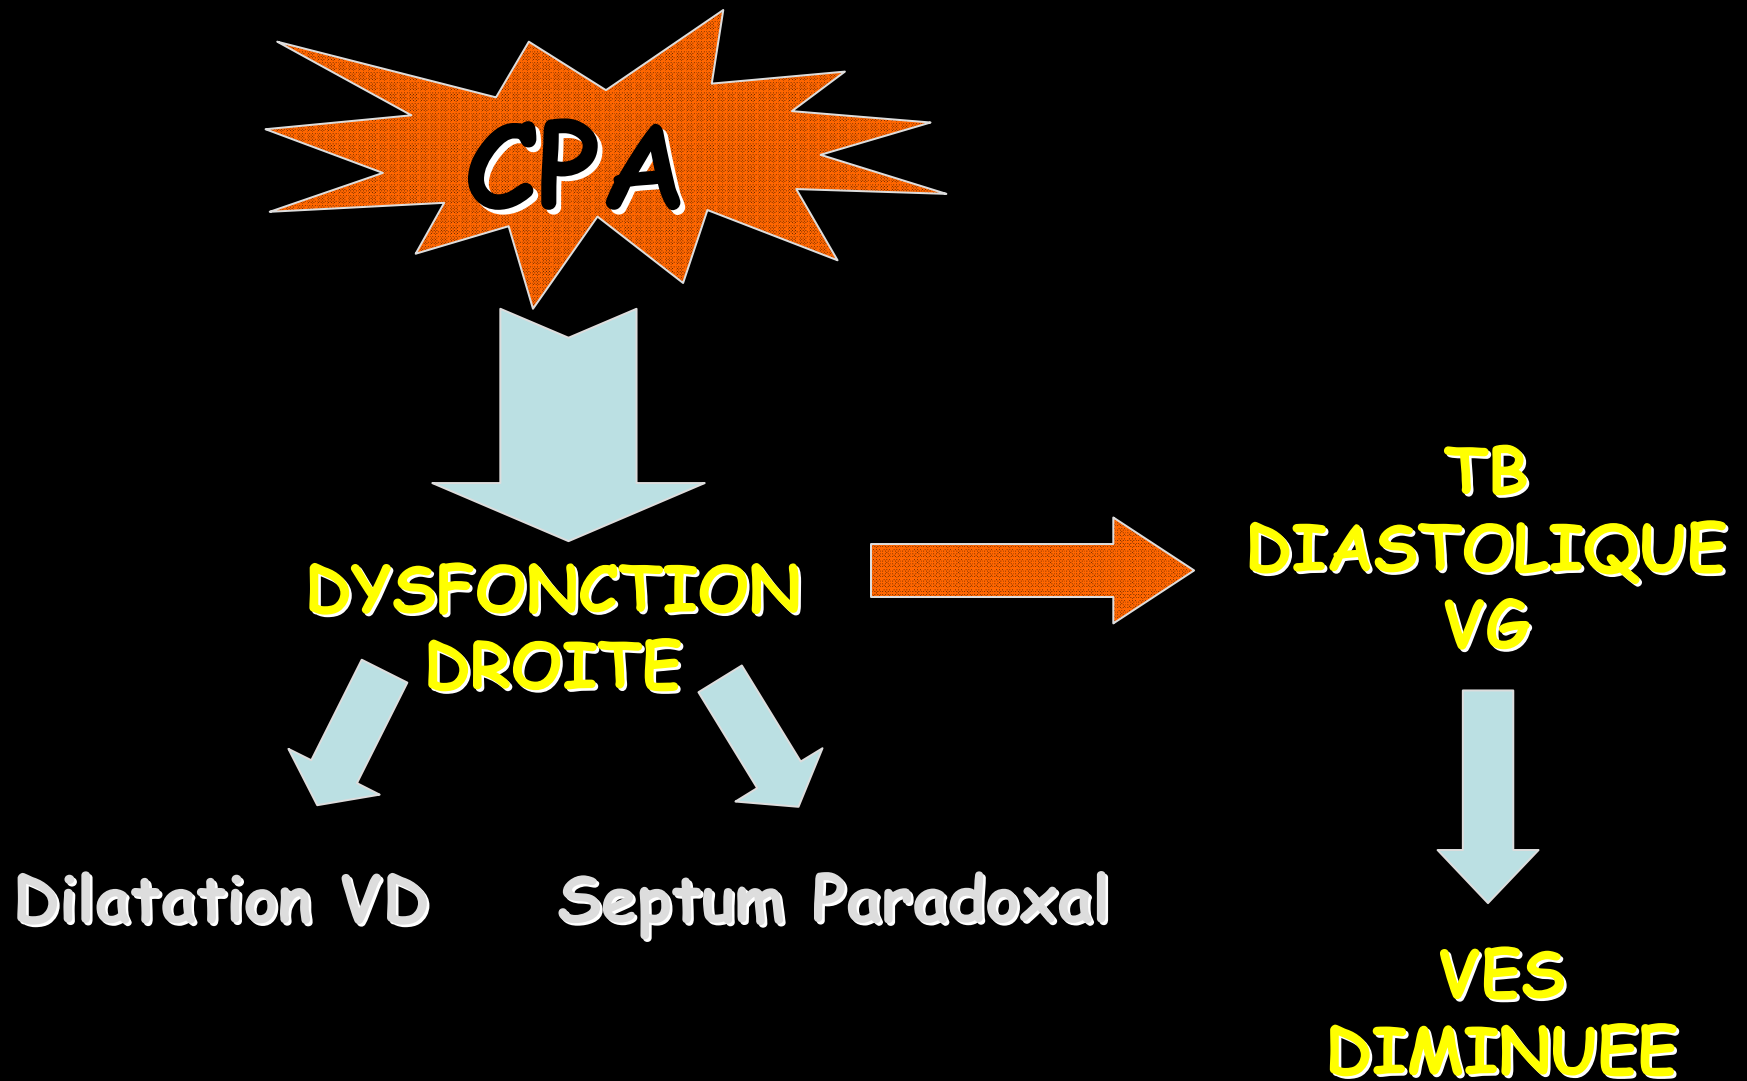 CPA
DYSFONCTION
DROITE
TB
DIASTOLIQUE
VG
Dilatation VD
Septum Paradoxal
VES
DIMINUEE